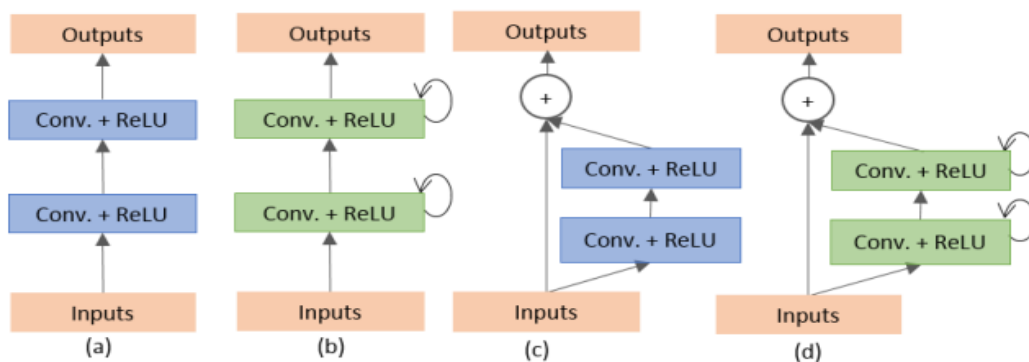 Outputs
Conv. + ReLU
Conv. + ReLU
Inputs
(a)
Outputs
Conv. + ReLU
Conv. + ReLU
Inputs
(b)
Outputs
+
Conv. + ReLU
Conv. + ReLU
Inputs
(c)
Outputs
+
Conv. + ReLU
Conv. + ReLU
Inputs
(d)